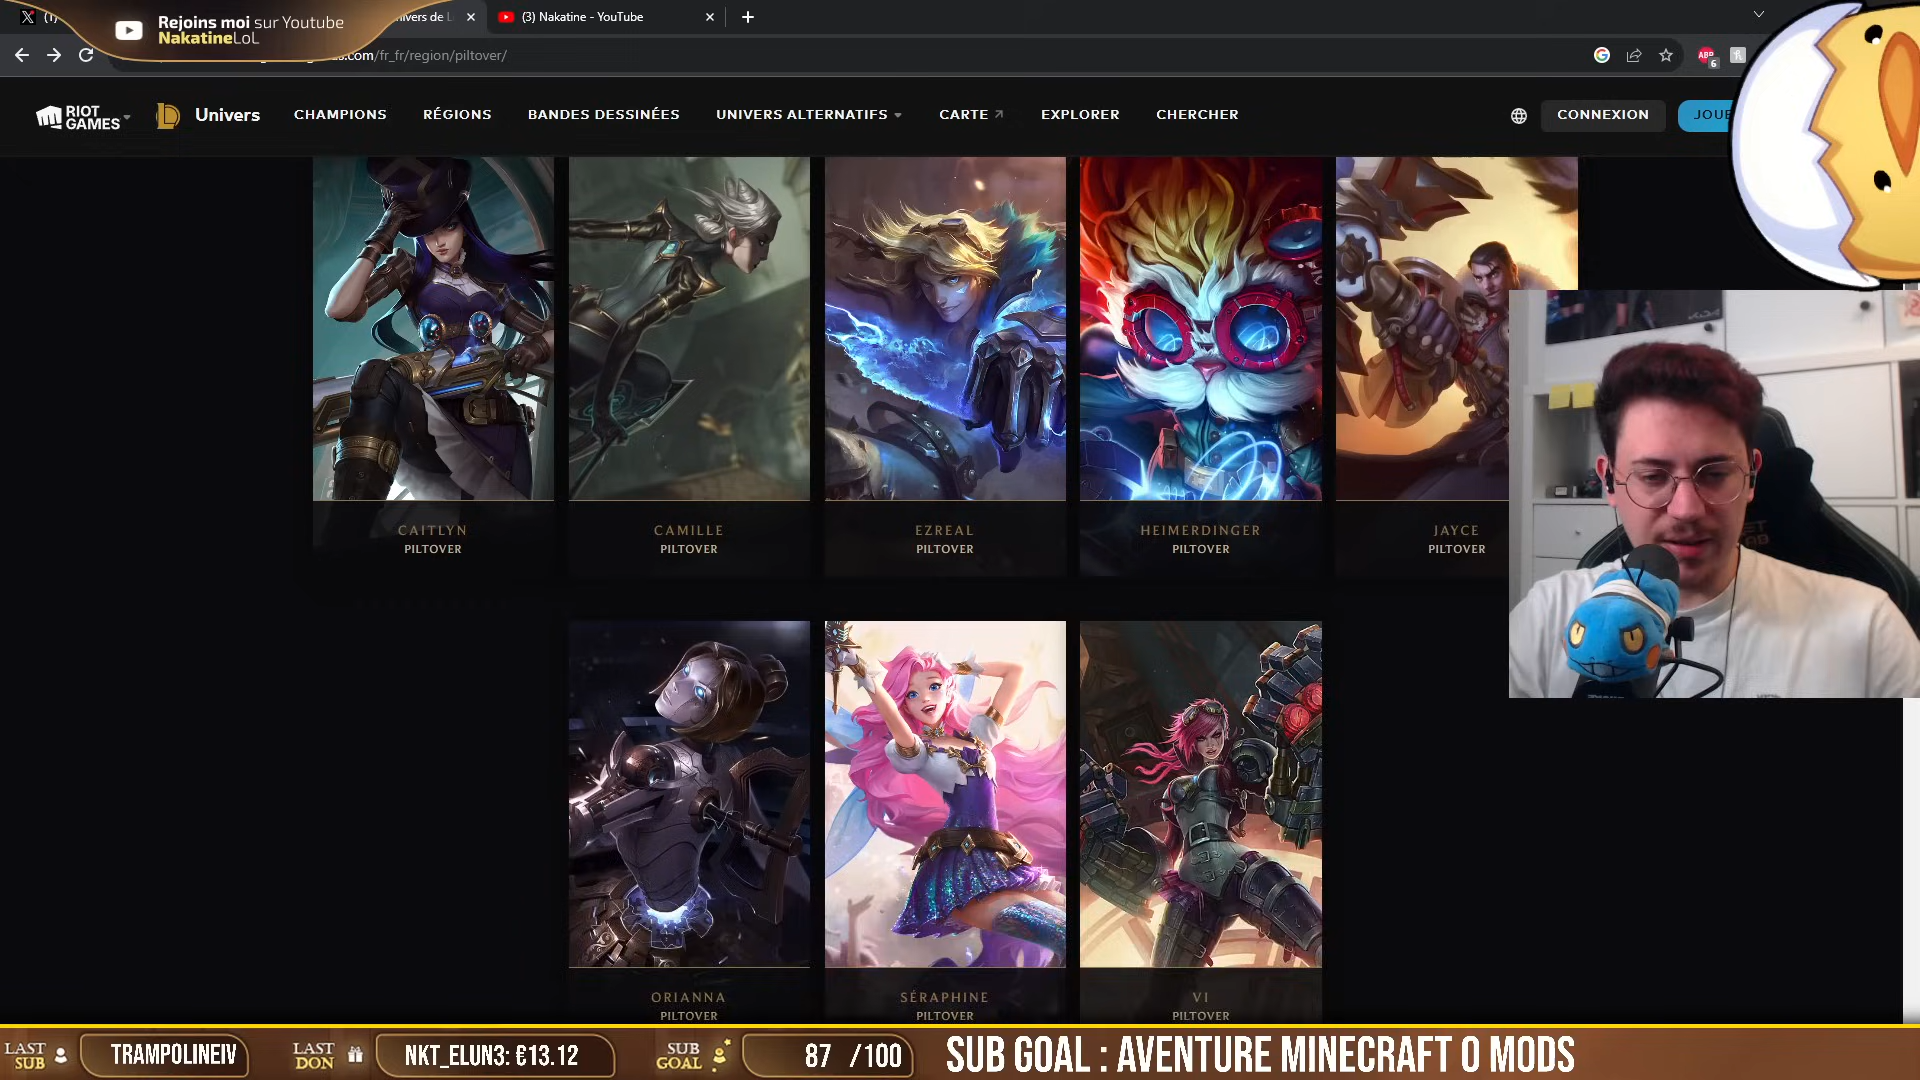 Rejoins moi sur Youtube
NakatineLoL
(3) Nakatine - YouTube
.com/fr_fr/region/piltover/
ABP
6
RIOT
GAMES
Univers
CHAMPIONS
RÉGIONS
BANDES DESSINÉES
UNIVERS ALTERNATIFS
CARTE
EXPLORER
CHERCHER
CONNEXION
CAITLYN
PILTOVER
CAMILLE
PILTOVER
EZREAL
PILTOVER
HEIMERDINGER
PILTOVER
JAYCE
PILTOVER
ORIANNA
PILTOVER
SÉRAPHINE
PILTOVER
VI
PILTOVER
LAST
SUB
TRAMPOLINEIV
LAST
DON
NKT_ELUN3: €13.12
SUB
GOAL
87 /100
SUB GOAL : AVENTURE MINECRAFT 0 MODS